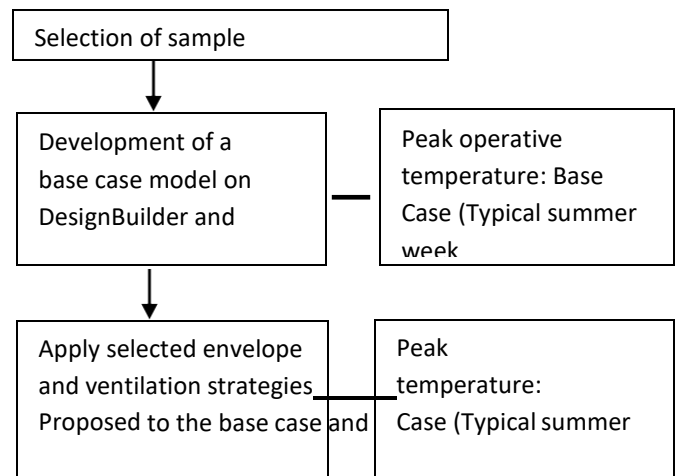 Selection of sample
Development of a
base case model on
DesignBuilder and
Peak operative
temperature: Base
Case (Typical summer
week
Apply selected envelope
and ventilation strategies
Proposed to the base case and
Peak
temperature:
Case (Typical summer